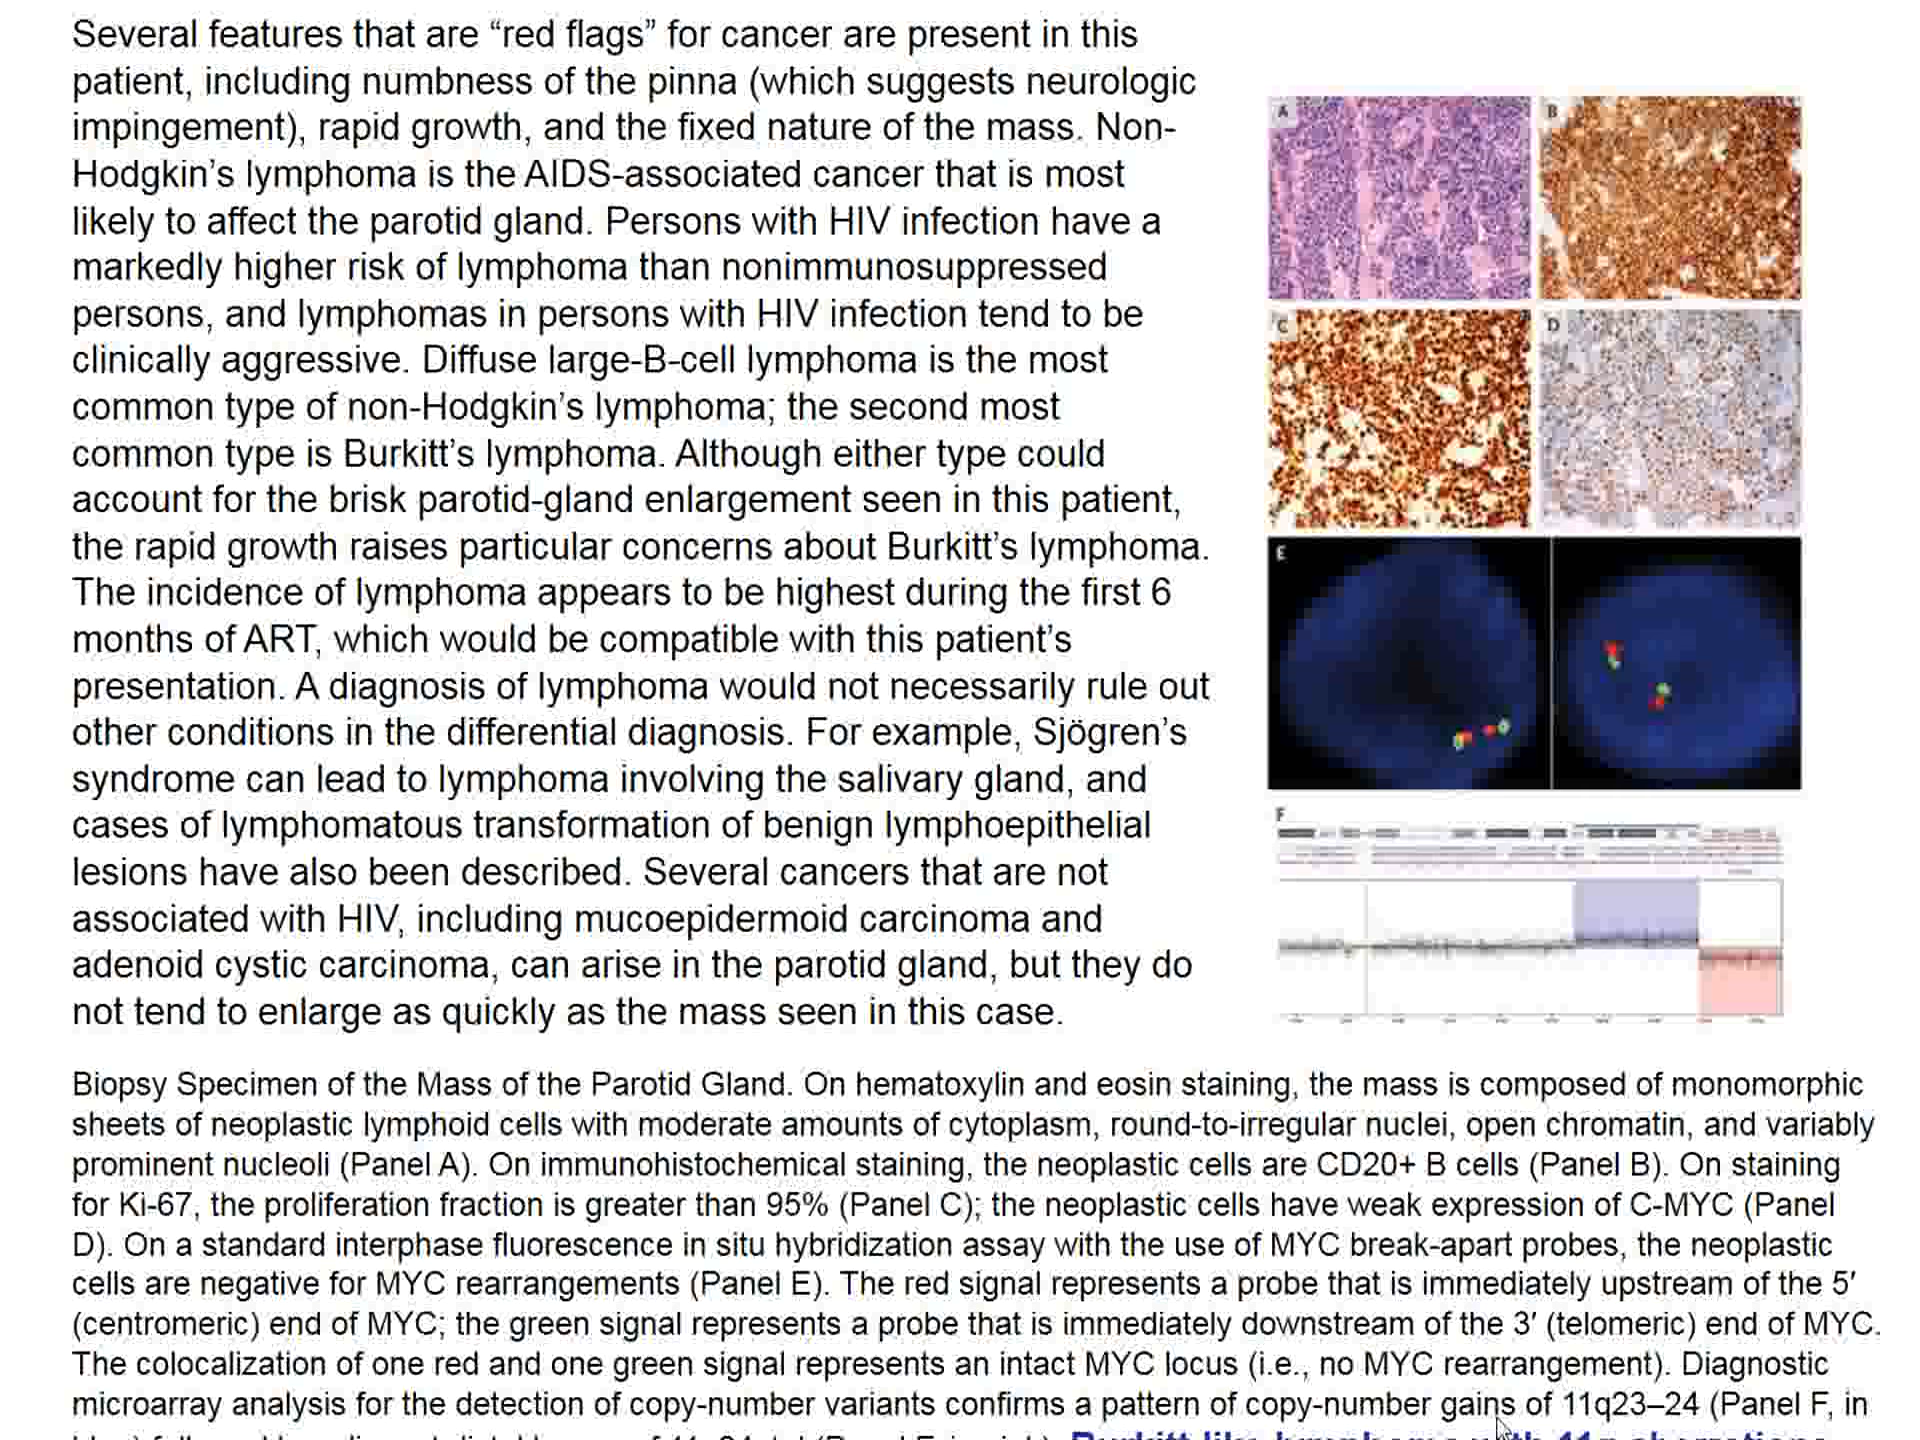 Several features that are “red flags” for cancer are present in this
patient, including numbness of the pinna (which suggests neurologic
impingement), rapid growth, and the fixed nature of the mass. Non-
Hodgkin’s lymphoma is the AIDS-associated cancer that is most
likely to affect the parotid gland. Persons with HIV infection have a
markedly higher risk of lymphoma than nonimmunosuppressed
persons, and lymphomas in persons with HIV infection tend to be
clinically aggressive. Diffuse large-B-cell lymphoma is the most
common type of non-Hodgkin’s lymphoma; the second most
common type is Burkitt’s lymphoma. Although either type could
account for the brisk parotid-gland enlargement seen in this patient,
the rapid growth raises particular concerns about Burkitt’s lymphoma.
The incidence of lymphoma appears to be highest during the first 6
months of ART, which would be compatible with this patient’s
presentation. A diagnosis of lymphoma would not necessarily rule out
other conditions in the differential diagnosis. For example, Sjögren’s
syndrome can lead to lymphoma involving the salivary gland, and
cases of lymphomatous transformation of benign lymphoepithelial
lesions have also been described. Several cancers that are not
associated with HIV, including mucoepidermoid carcinoma and
adenoid cystic carcinoma, can arise in the parotid gland, but they do
not tend to enlarge as quickly as the mass seen in this case.
A
B
C
D
E
F
Biopsy Specimen of the Mass of the Parotid Gland. On hematoxylin and eosin staining, the mass is composed of monomorphic
sheets of neoplastic lymphoid cells with moderate amounts of cytoplasm, round-to-irregular nuclei, open chromatin, and variably
prominent nucleoli (Panel A). On immunohistochemical staining, the neoplastic cells are CD20+ B cells (Panel B). On staining
for Ki-67, the proliferation fraction is greater than 95% (Panel C); the neoplastic cells have weak expression of C-MYC (Panel
D). On a standard interphase fluorescence in situ hybridization assay with the use of MYC break-apart probes, the neoplastic
cells are negative for MYC rearrangements (Panel E). The red signal represents a probe that is immediately upstream of the 5′
(centromeric) end of MYC; the green signal represents a probe that is immediately downstream of the 3′ (telomeric) end of MYC.
The colocalization of one red and one green signal represents an intact MYC locus (i.e., no MYC rearrangement). Diagnostic
microarray analysis for the detection of copy-number variants confirms a pattern of copy-number gains of 11q23–24 (Panel F, in